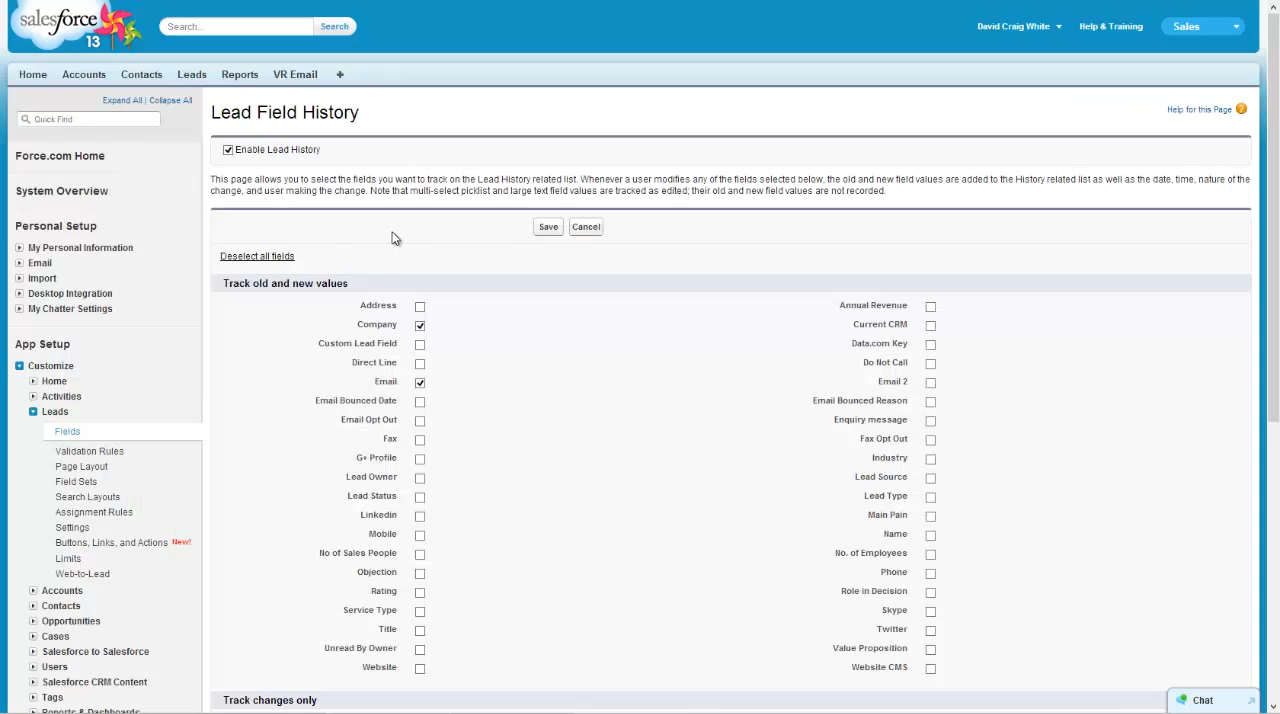 salesforce
13
Search...
Search
David Craig White
Help & Training
Sales
Home
Accounts
Contacts
Leads
Reports
VR Email
+
Expand All | Collapse All
Quick Find
Force.com Home
System Overview
Personal Setup
My Personal Information
Email
Import
Desktop Integration
My Chatter Settings
App Setup
Customize
Home
Activities
Leads
Fields
Validation Rules
Page Layout
Field Sets
Search Layouts
Assignment Rules
Settings
Buttons, Links, and Actions New!
Limits
Web-to-Lead
Accounts
Contacts
Opportunities
Cases
Salesforce to Salesforce
Users
Salesforce CRM Content
Tags
Reports & Dashboards
Lead Field History
Help for this Page ?
Enable Lead History
This page allows you to select the fields you want to track on the Lead History related list. Whenever a user modifies any of the fields selected below, the old and new field values are added to the History related list as well as the date, time, nature of the
change, and user making the change. Note that multi-select picklist and large text field values are tracked as edited; their old and new field values are not recorded.
Save
Cancel
Deselect all fields
Track old and new values
Address
Annual Revenue
Company
Current CRM
Custom Lead Field
Data.com Key
Direct Line
Do Not Call
Email
Email 2
Email Bounced Date
Email Bounced Reason
Email Opt Out
Enquiry message
Fax
Fax Opt Out
G+ Profile
Industry
Lead Owner
Lead Source
Lead Status
Lead Type
Linkedin
Main Pain
Mobile
Name
No of Sales People
No. of Employees
Objection
Phone
Rating
Role in Decision
Service Type
Skype
Title
Twitter
Unread By Owner
Value Proposition
Website
Website CMS
Track changes only
Chat